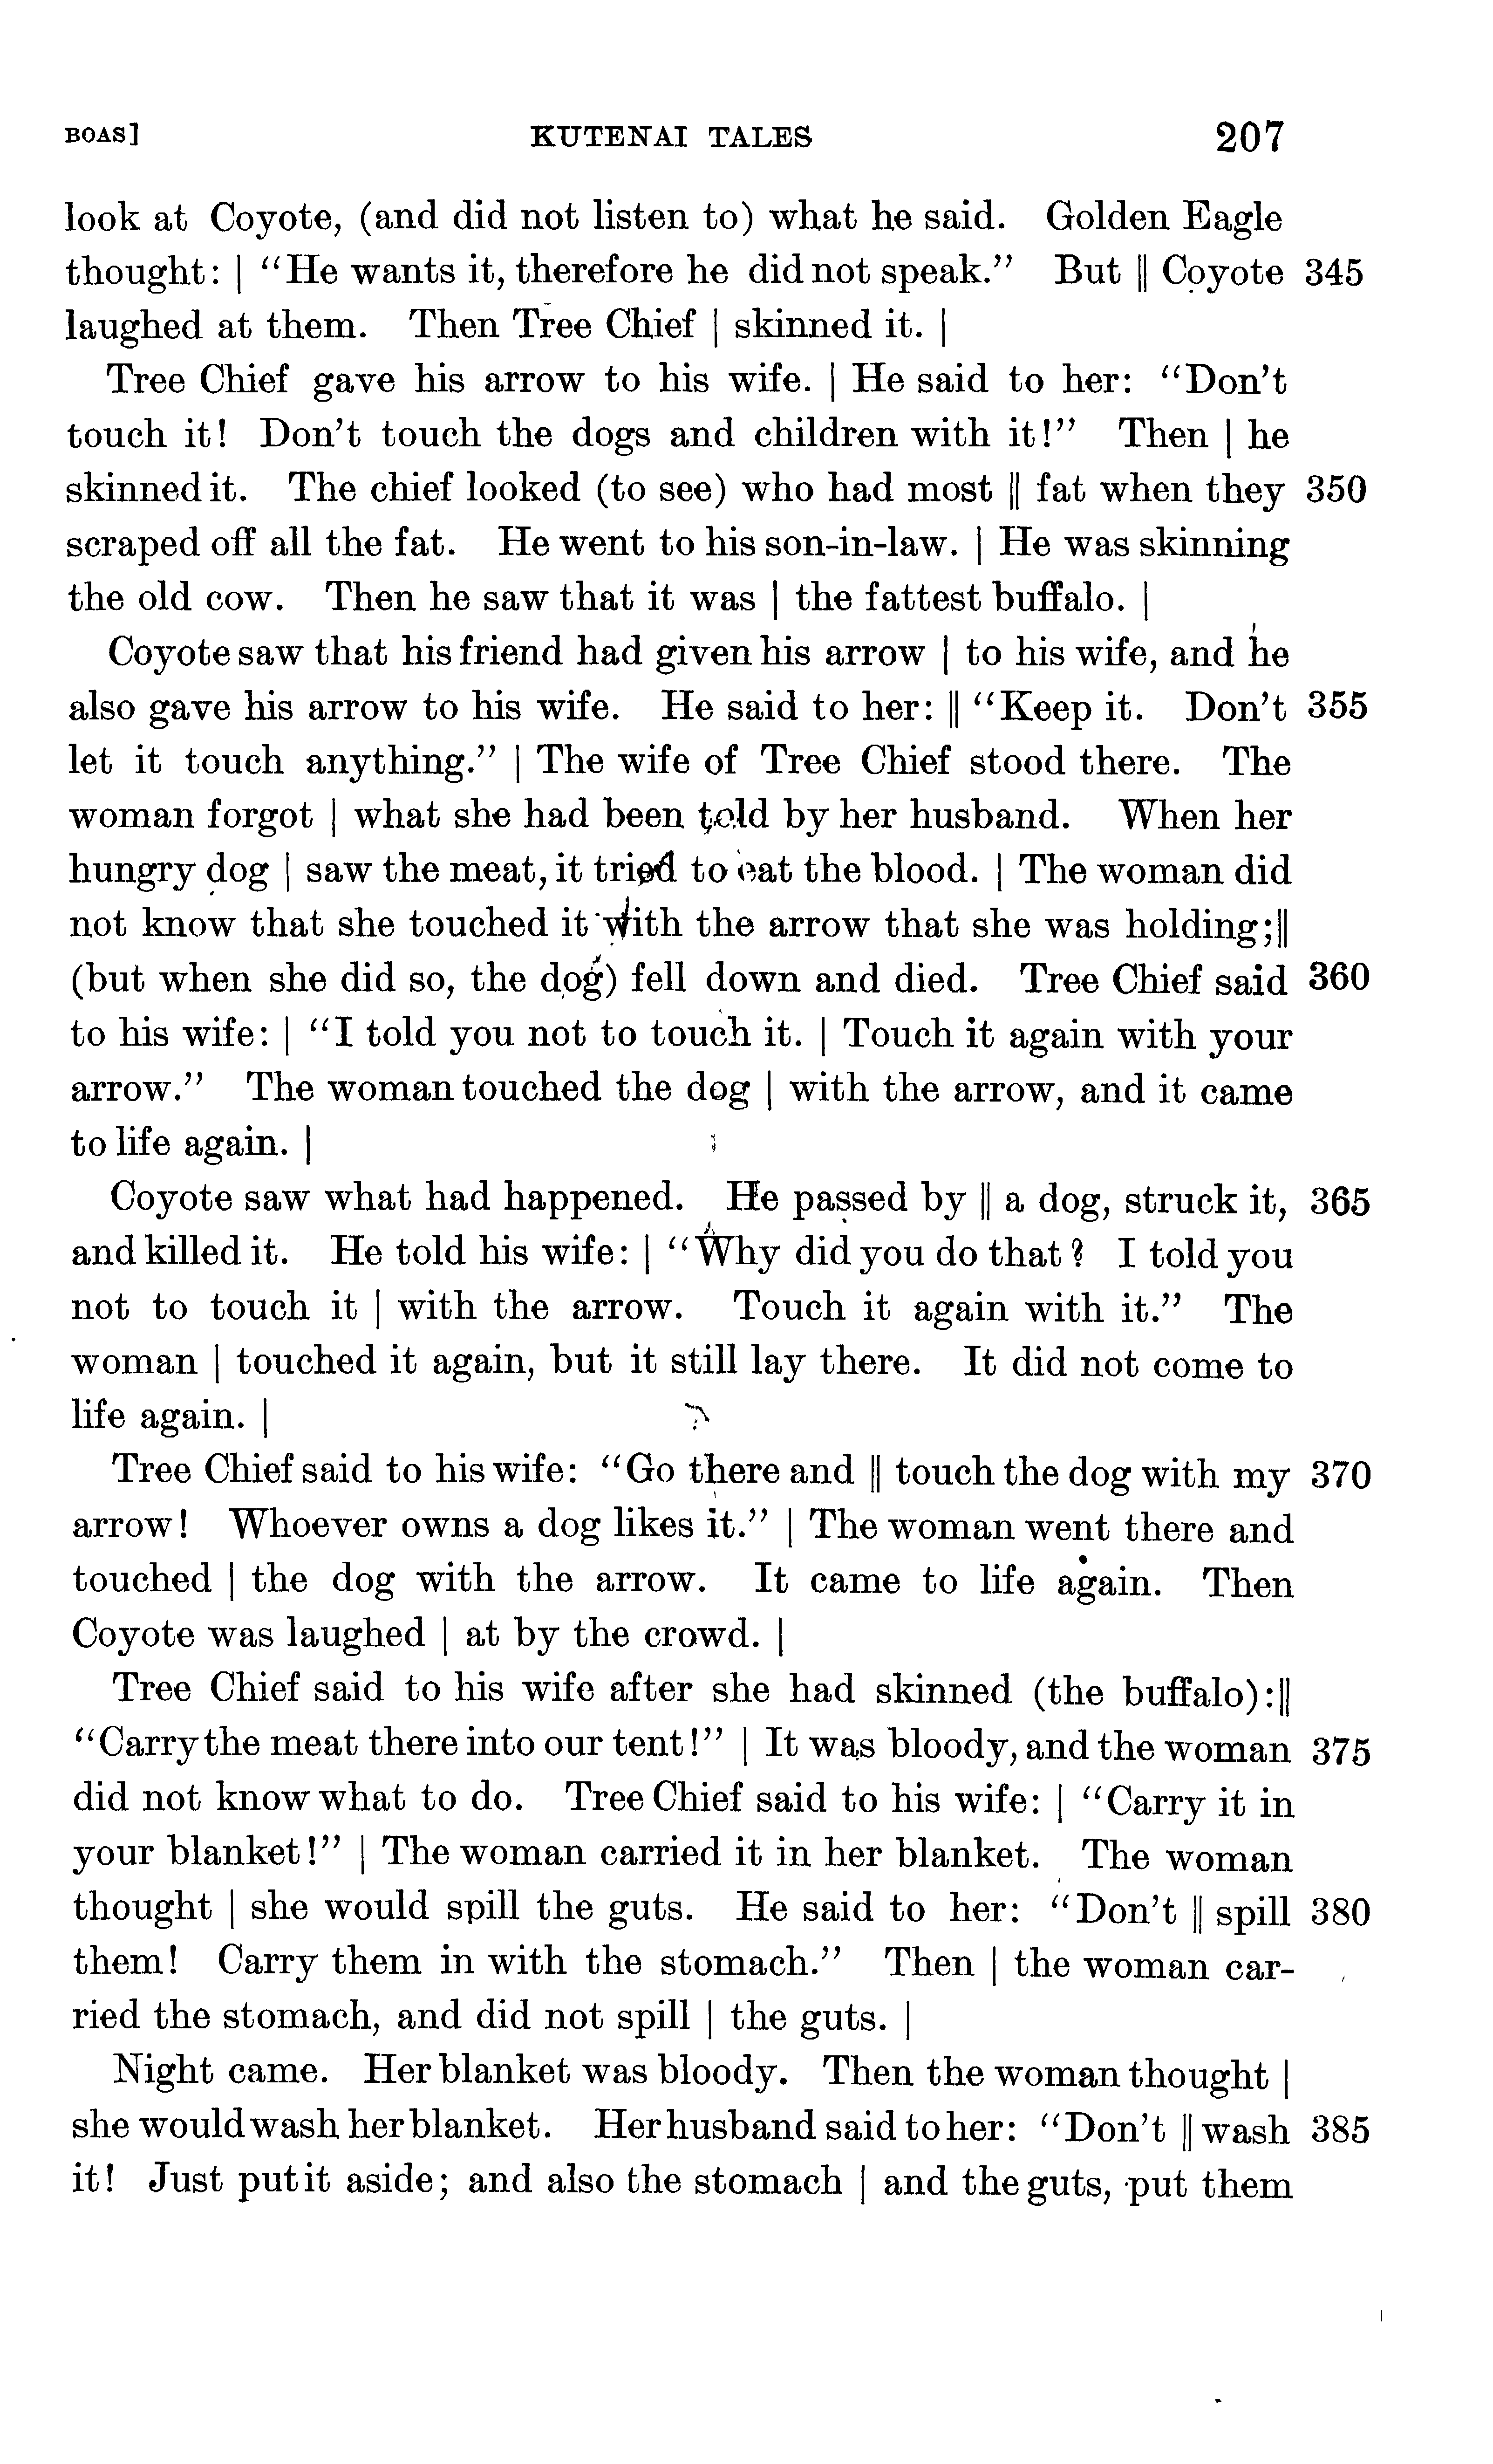 BOAS] KUTENAI TALES 207
look at Coyote, (and did not listen to) what he said. Golden Eagle
thought: | "He wants it, therefore he did not speak." But || Coyote 345
laughed at them. Then Tree Chief | skinned it. |
Tree Chief gave his arrow to his wife. | He said to her: "Don't
touch it! Don't touch the dogs and children with it!" Then | he
skinned it. The chief looked (to see) who had most || fat when they 350
scraped off all the fat. He went to his son-in-law. | He was skinning
the old cow. Then he saw that it was | the fattest buffalo. |
Coyote saw that his friend had given his arrow | to his wife, and he
also gave his arrow to his wife. He said to her: || "Keep it. Don't 355
let it touch anything." | The wife of Tree Chief stood there. The
woman forgot | what she had been told by her husband. When her
hungry dog | saw the meat, it tried to eat the blood. | The woman did
not know that she touched it with the arrow that she was holding; ||
(but when she did so, the dog) fell down and died. Tree Chief said 360
to his wife: | "I told you not to touch it. | Touch it again with your
arrow." The woman touched the dog | with the arrow, and it came
to life again. |
Coyote saw what had happened. He passed by || a dog, struck it, 365
and killed it. He told his wife: | "Why did you do that? I told you
not to touch it | with the arrow. Touch it again with it." The
woman | touched it again, but it still lay there. It did not come to
life again. |
Tree Chief said to his wife: "Go there and || touch the dog with my 370
arrow! Whoever owns a dog likes it." | The woman went there and
touched | the dog with the arrow. It came to life again. Then
Coyote was laughed | at by the crowd. |
Tree Chief said to his wife after she had skinned (the buffalo): ||
"Carry the meat there into our tent!" | It was bloody, and the woman 375
did not know what to do. Tree Chief said to his wife: | "Carry it in
your blanket!" | The woman carried it in her blanket. The woman
thought | she would spill the guts. He said to her: "Don't || spill 380
them! Carry them in with the stomach." Then | the woman car-
ried the stomach, and did not spill | the guts. |
Night came. Her blanket was bloody. Then the woman thought |
she would wash her blanket. Her husband said to her: "Don't || wash 385
it! Just put it aside; and also the stomach | and the guts, put them